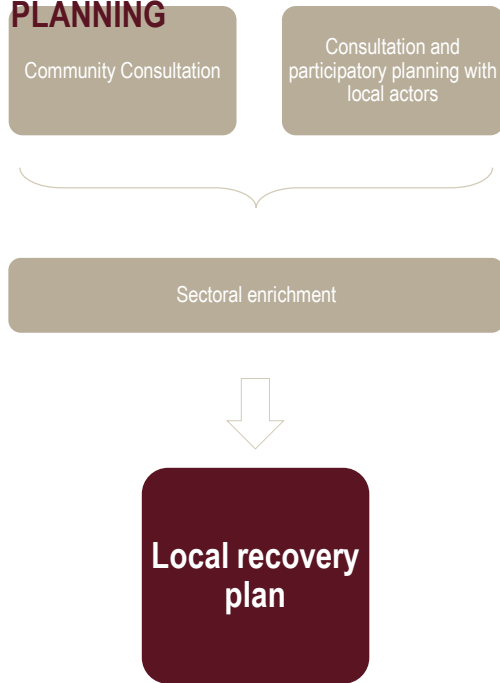 PLANNING
Community Consultation
Consultation and
participatory planning with
local actors
Sectoral enrichment
Local recovery
plan